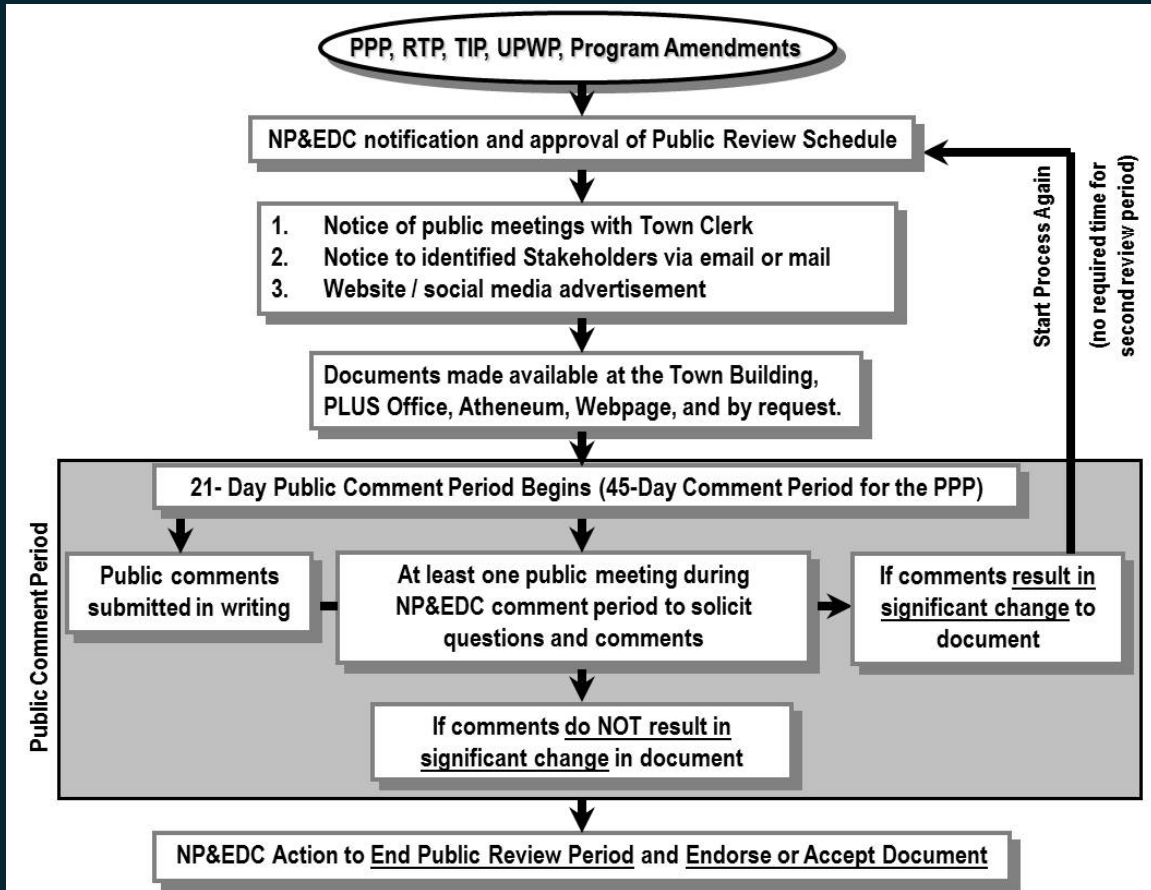 PPP, RTP, TIP, UPWP, Program Amendments
NP&EDC notification and approval of Public Review Schedule
1. Notice of public meetings with Town Clerk
2. Notice to identified Stakeholders via email or mail
3. Website / social media advertisement
Documents made available at the Town Building,
PLUS Office, Atheneum, Webpage, and by request.
Start Process Again
(no required time for
second review period)
Public Comment Period
21- Day Public Comment Period Begins (45-Day Comment Period for the PPP)
Public comments
submitted in writing
At least one public meeting during
NP&EDC comment period to solicit
questions and comments
If comments result in
significant change to
document
If comments do NOT result in
significant change in document
NP&EDC Action to End Public Review Period and Endorse or Accept Document